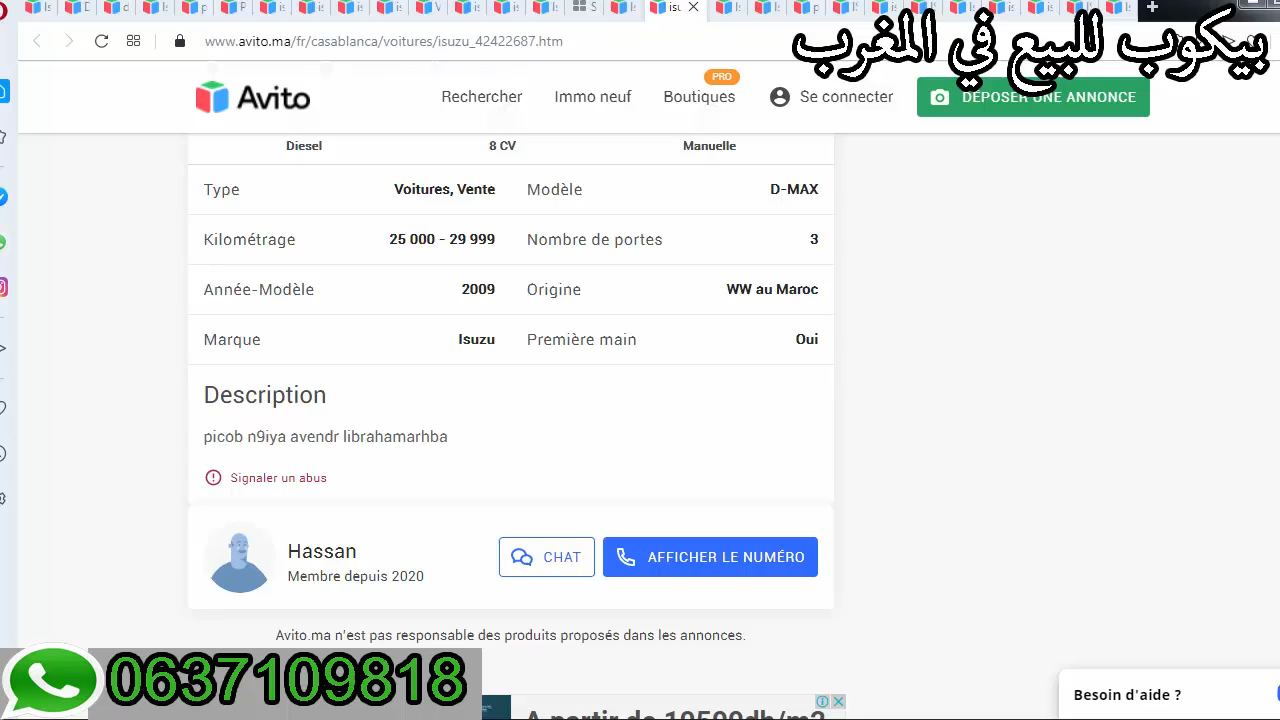 www.avito.ma/fr/casablanca/voitures/isuzu_42422687.htm
بيكوب للبيع في المغرب
Avito
Rechercher
Immo neuf
PRO
Boutiques
Se connecter
DÉPOSER UNE ANNONCE
Diesel 8 CV Manuelle
Type Voitures, Vente Modèle D-MAX
Kilométrage 25 000 - 29 999 Nombre de portes 3
Année-Modèle 2009 Origine WW au Maroc
Marque Isuzu Première main Oui
Description
picob n9iya avendr librahamarhba
Signaler un abus
Hassan
Membre depuis 2020
CHAT
AFFICHER LE NUMÉRO
Avito.ma n'est pas responsable des produits proposés dans les annonces.
0637109818
A partir de 10500dh/m2
Besoin d'aide ?